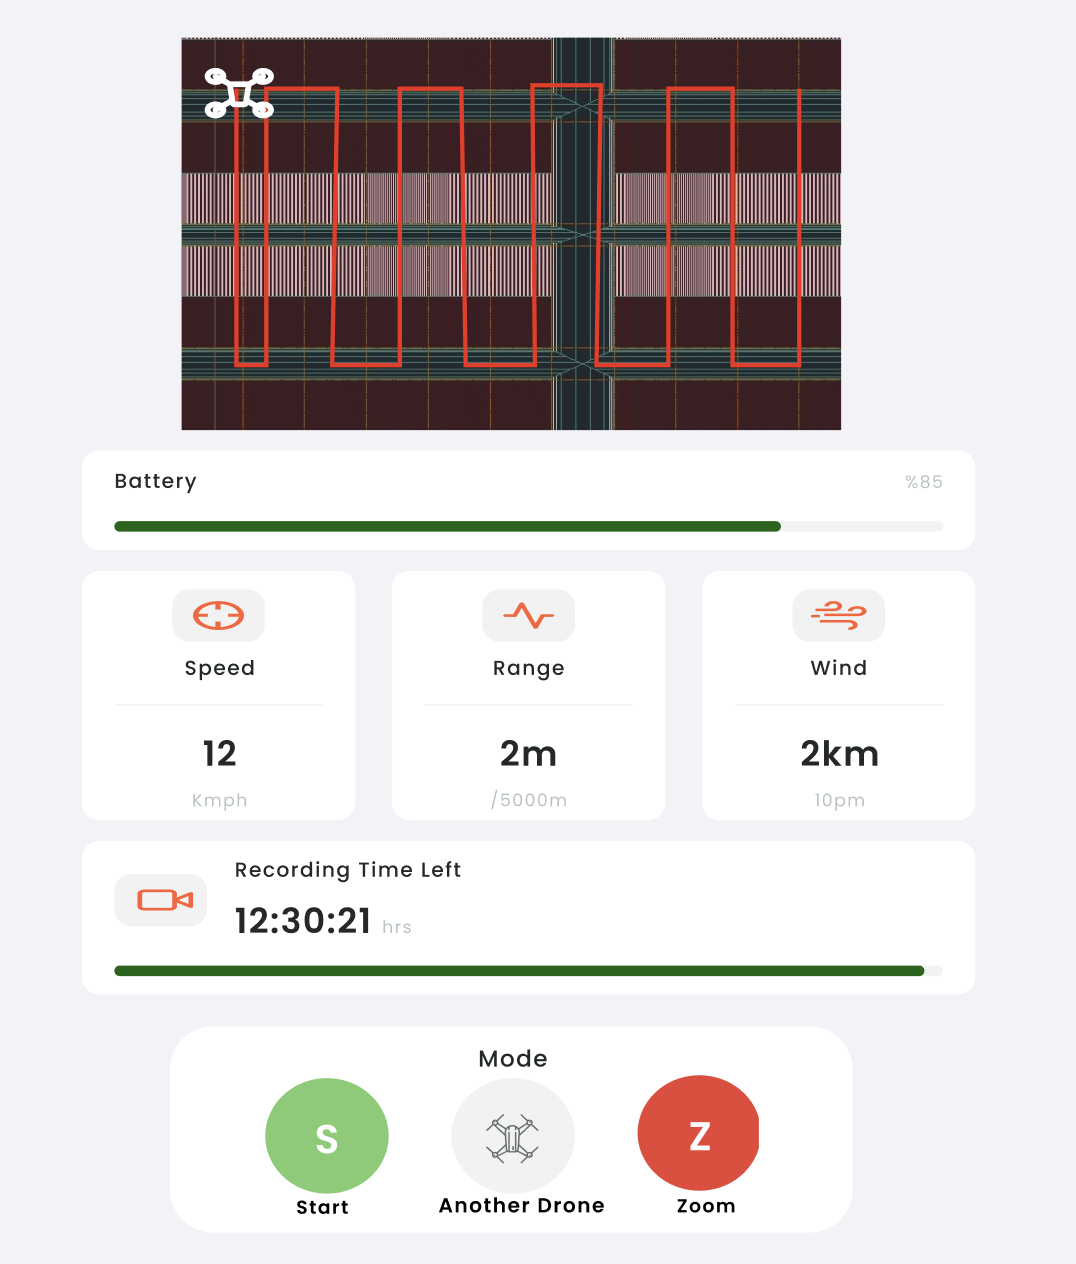 Battery
%85
Speed
Range
Wind
12
2m
2km
Kmph
/5000m
10pm
Recording Time Left
12:30:21 hrs
Mode
S
Z
Start
Another Drone
Zoom